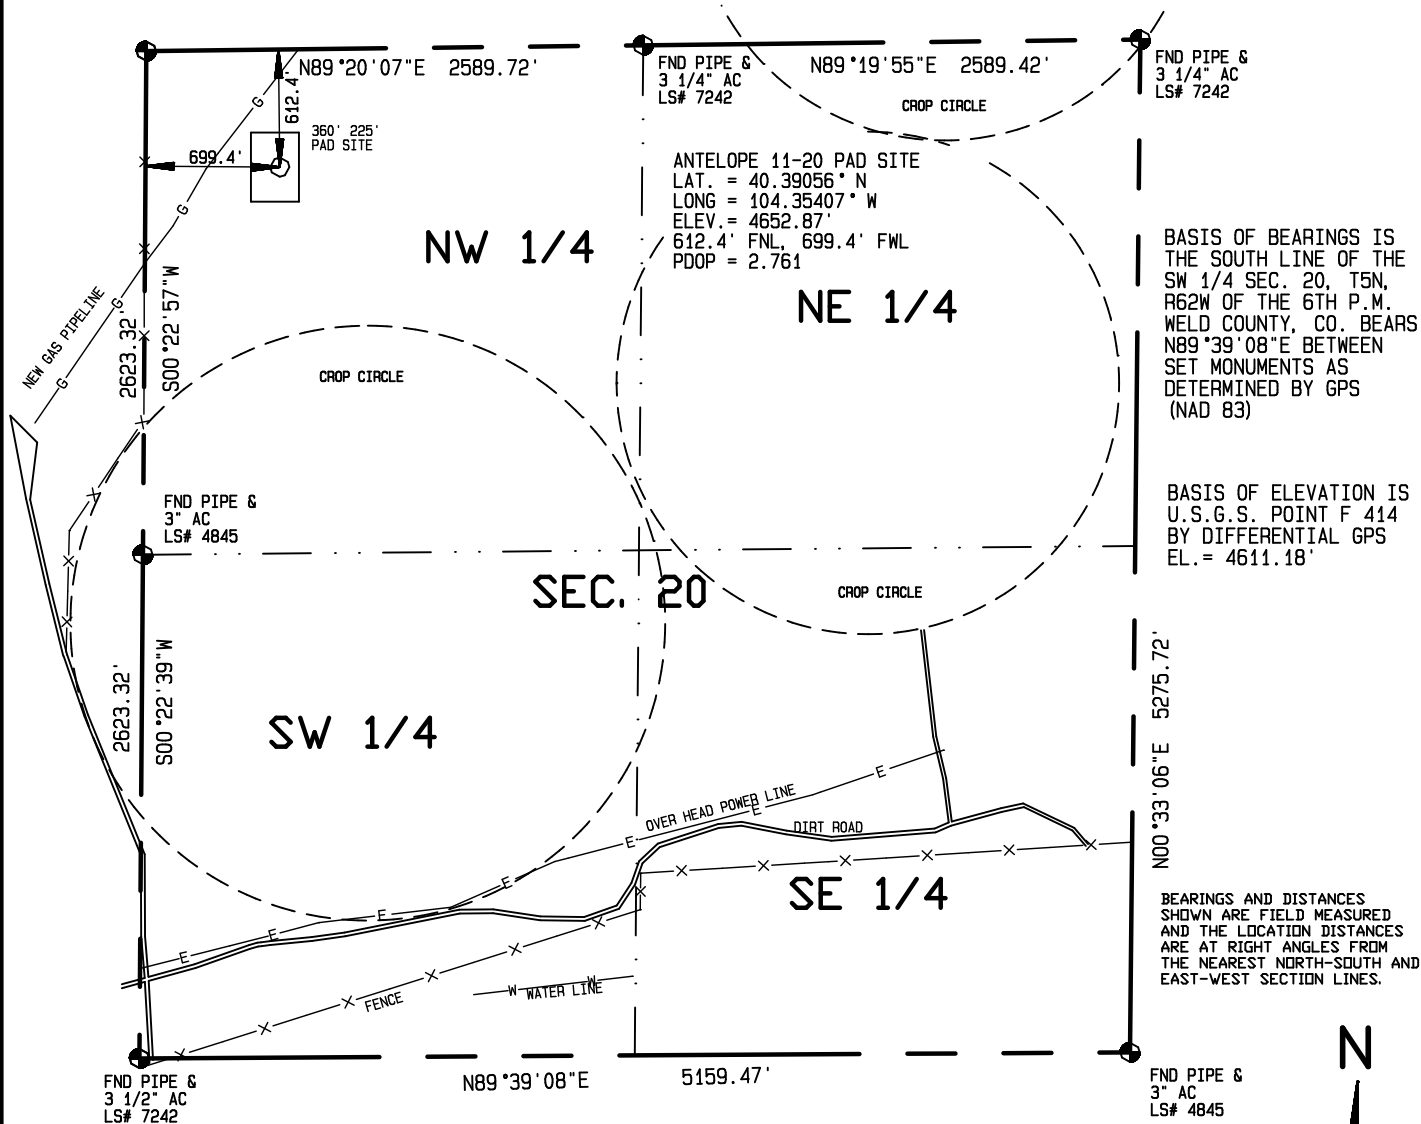 N89°20'07"E 2589.72'
FND PIPE &
3 1/4" AC
LS# 7242
N89°19'55"E 2589.42'
FND PIPE &
3 1/4" AC
LS# 7242
CROP CIRCLE
612.4'
360' 225'
PAD SITE
699.4'
G
G
G
G
ANTELOPE 11-20 PAD SITE
LAT. = 40.39056° N
LONG = 104.35407° W
ELEV.= 4652.87'
612.4' FNL, 699.4' FWL
PDOP = 2.761
NW 1/4
NE 1/4
BASIS OF BEARINGS IS
THE SOUTH LINE OF THE
SW 1/4 SEC. 20, T5N,
R62W OF THE 6TH P.M.
WELD COUNTY, CO. BEARS
N89°39'08"E BETWEEN
SET MONUMENTS AS
DETERMINED BY GPS
(NAD 83)
NEW GAS PIPELINE
2623.32'
S00°22'57"W
CROP CIRCLE
FND PIPE &
3" AC
LS# 4845
BASIS OF ELEVATION IS
U.S.G.S. POINT F 414
BY DIFFERENTIAL GPS
EL.= 4611.18'
SEC. 20
CROP CIRCLE
2623.32'
S00°22'39"W
SW 1/4
N00°33'06"E 5275.72'
OVER HEAD POWER LINE
E
E
E
E
E
E
E
DIRT ROAD
SE 1/4
BEARINGS AND DISTANCES
SHOWN ARE FIELD MEASURED
AND THE LOCATION DISTANCES
ARE AT RIGHT ANGLES FROM
THE NEAREST NORTH-SOUTH AND
EAST-WEST SECTION LINES.
FENCE
W WATER LINE W
N
FND PIPE &
3 1/2" AC
LS# 7242
N89°39'08"E 5159.47'
FND PIPE &
3" AC
LS# 4845